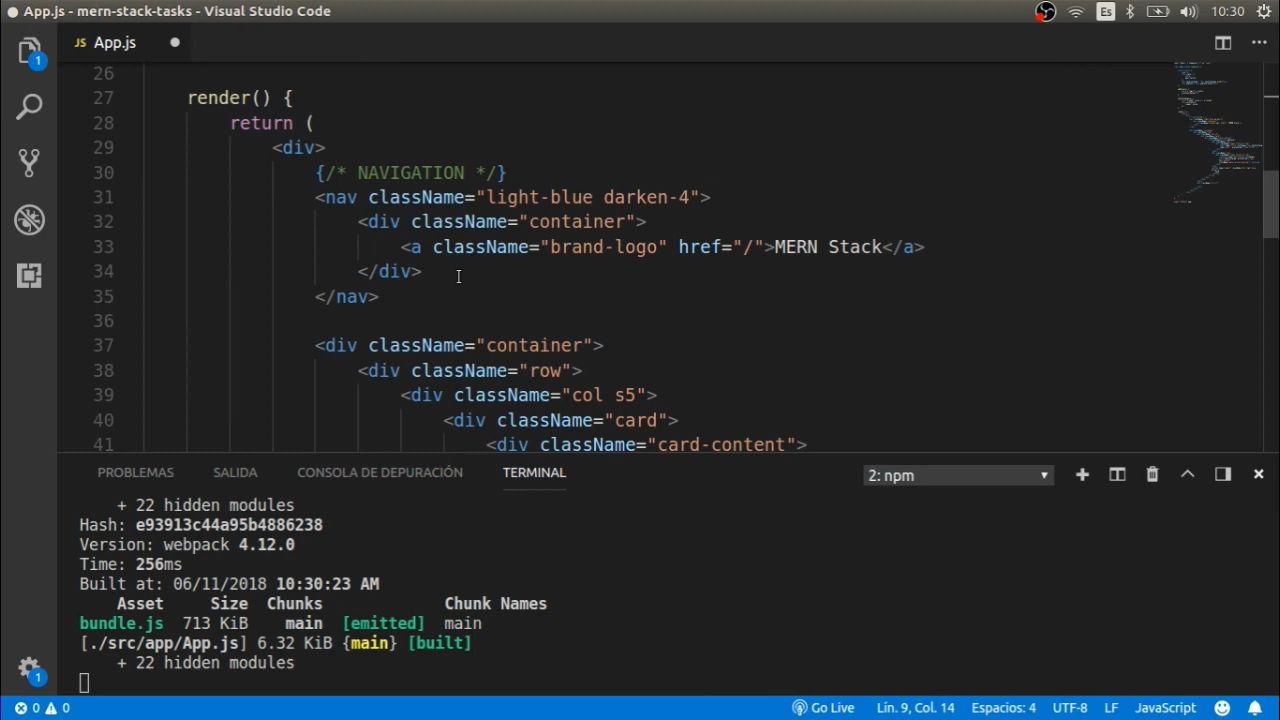 App.js - mern-stack-tasks - Visual Studio Code
Es
10:30
JS App.js
1
26
27 render() {
28 return (
29 <div>
30 {/* NAVIGATION */}
31 <nav className="light-blue darken-4">
32 <div className="container">
33 <a className="brand-logo" href="/">MERN Stack</a>
34 </div>
35 </nav>
36
37 <div className="container">
38 <div className="row">
39 <div className="col s5">
40 <div className="card">
41 <div className="card-content">
PROBLEMAS SALIDA CONSOLA DE DEPURACIÓN TERMINAL 2: npm
+ 22 hidden modules
Hash: e93913c44a95b4886238
Version: webpack 4.12.0
Time: 256ms
Built at: 06/11/2018 10:30:23 AM
Asset Size Chunks Chunk Names
bundle.js 713 KiB main [emitted] main
[./src/app/App.js] 6.32 KiB {main} [built]
+ 22 hidden modules
1
0 0 Go Live Lín. 9, Col. 14 Espacios: 4 UTF-8 LF JavaScript